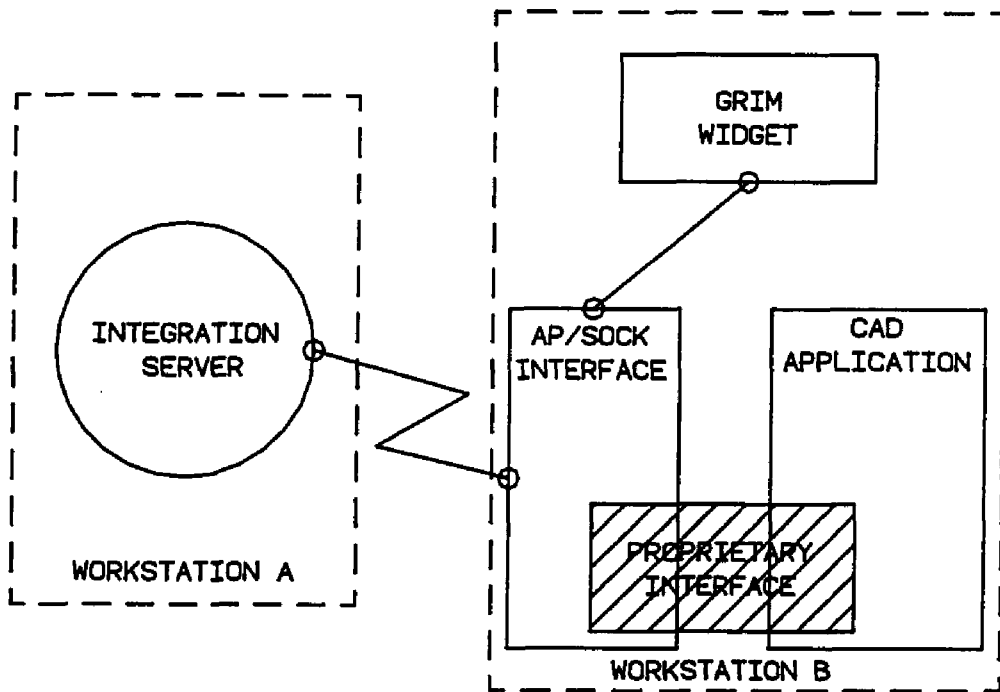 GRIM
WIDGET
INTEGRATION
SERVER
AP/SOCK
INTERFACE
CAD
APPLICATION
PROPRIETARY
INTERFACE
WORKSTATION A
WORKSTATION B